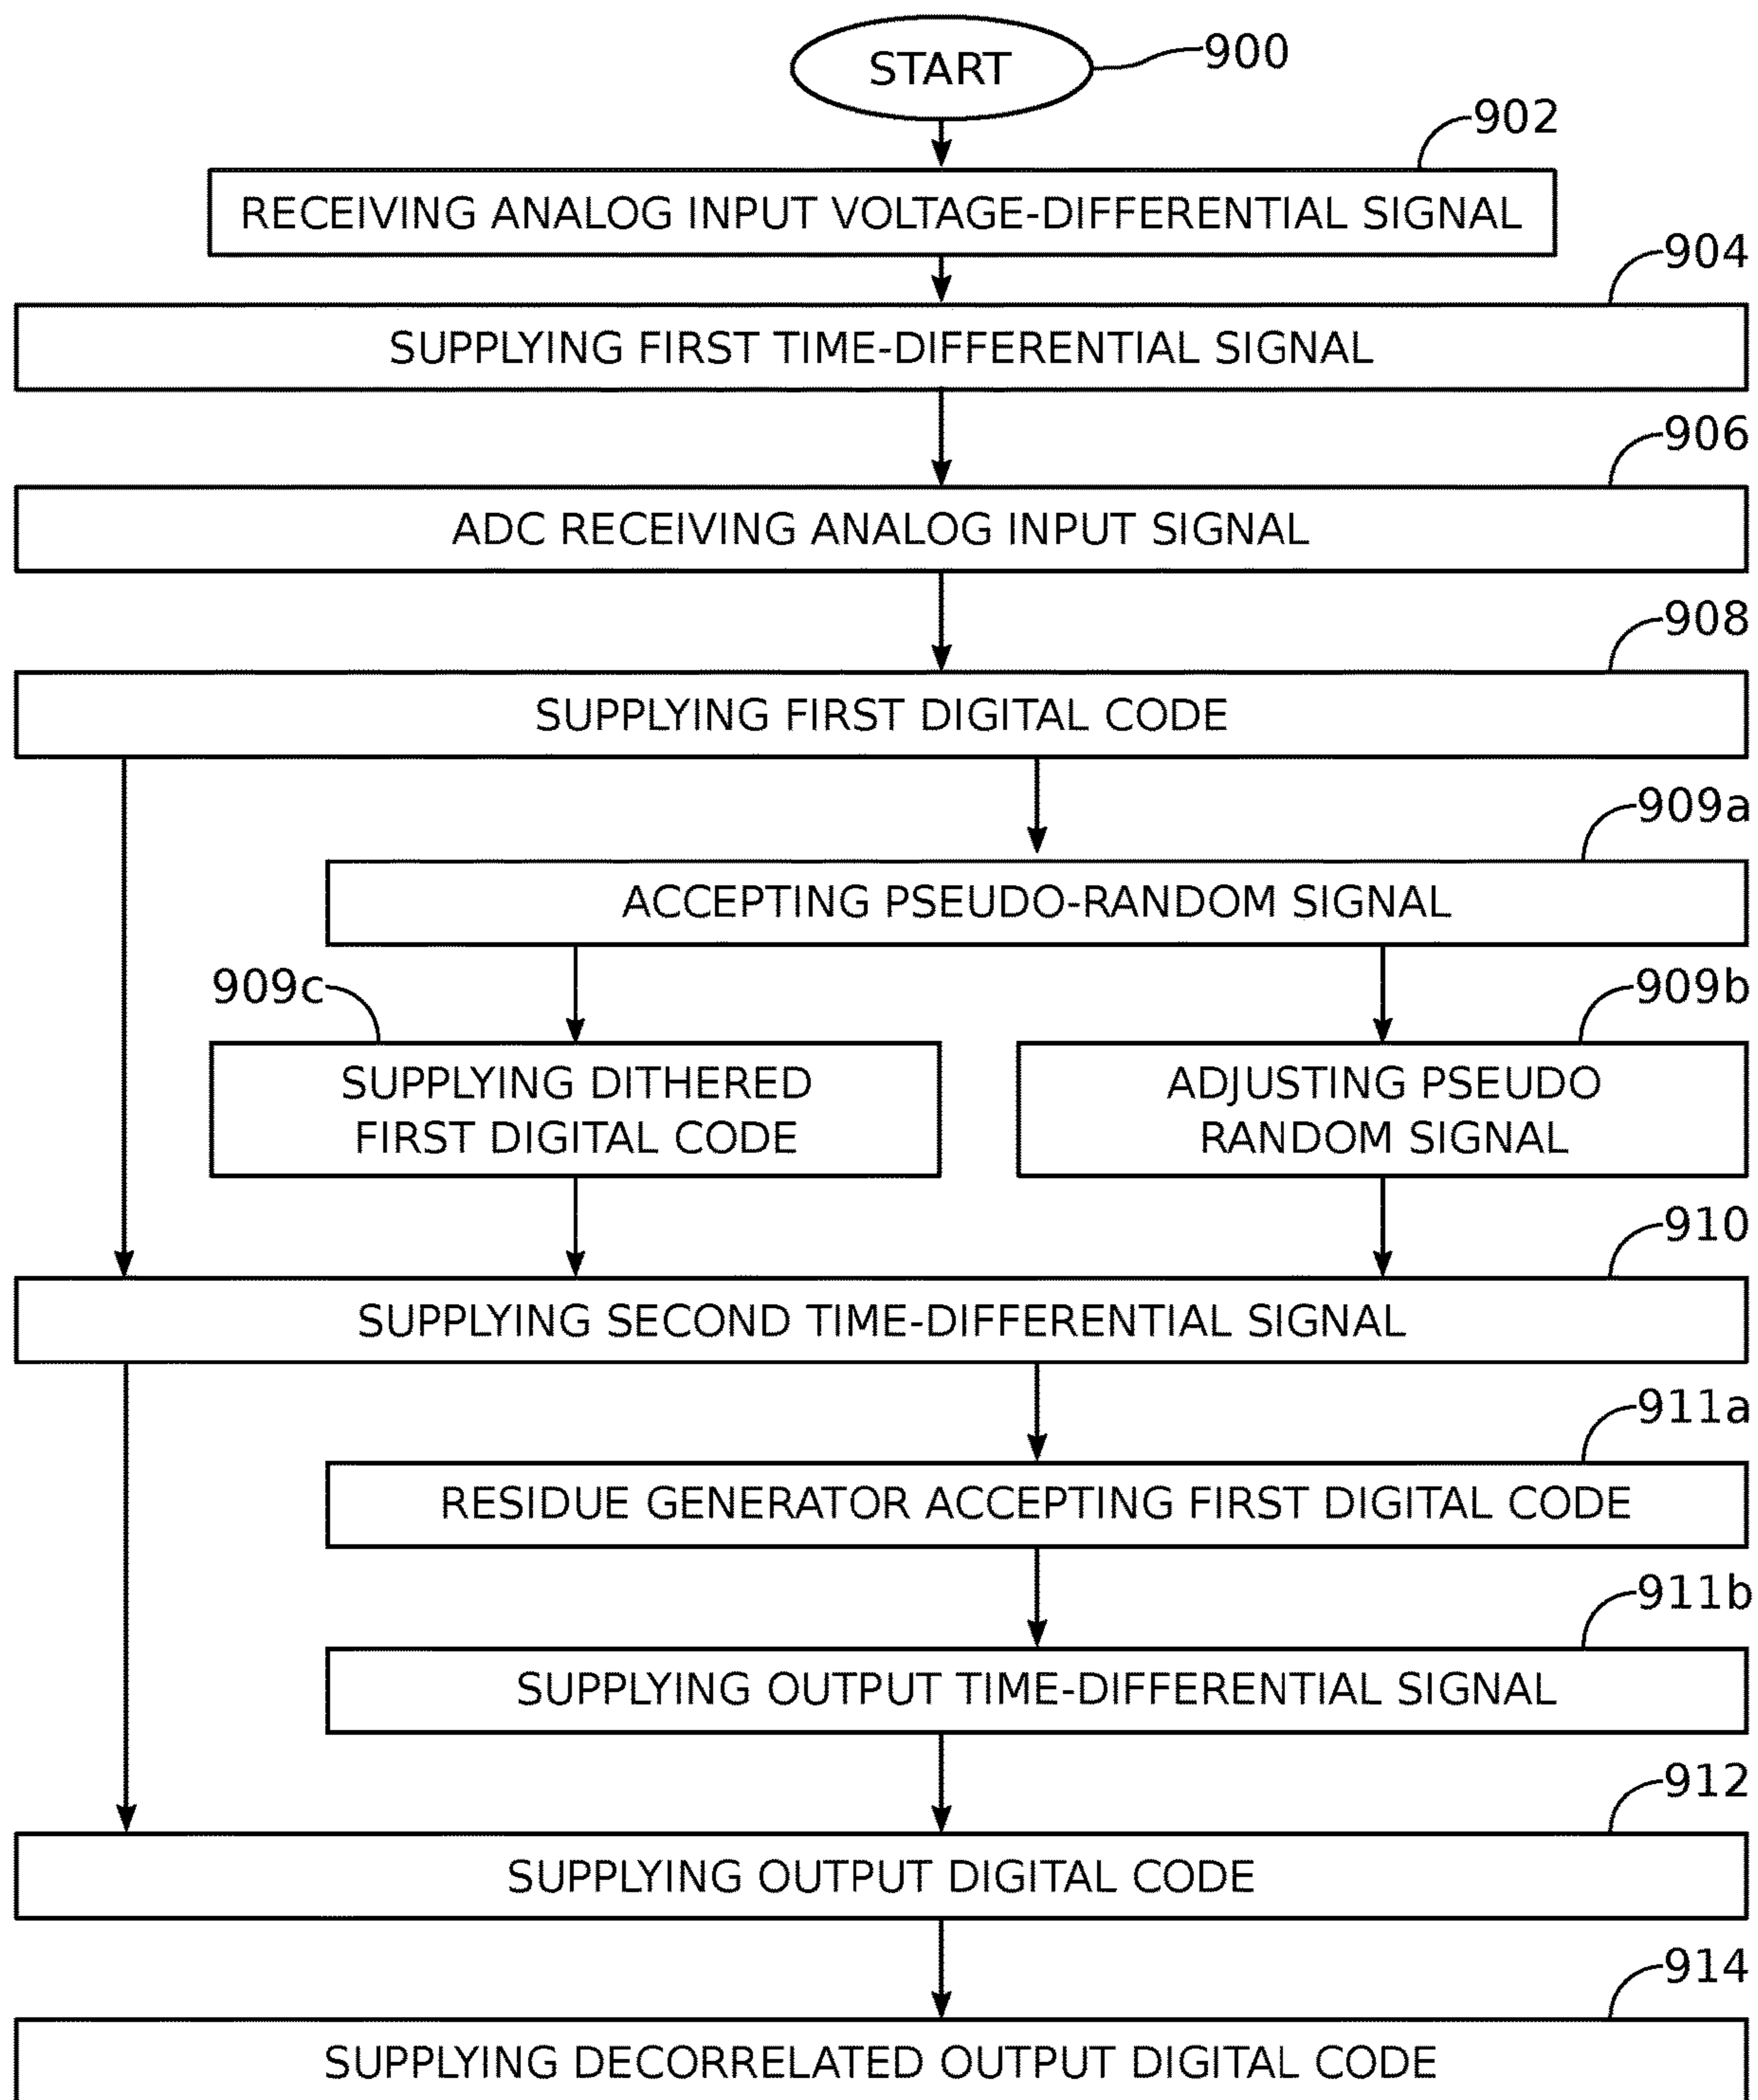 START
900
902
RECEIVING ANALOG INPUT VOLTAGE-DIFFERENTIAL SIGNAL
904
SUPPLYING FIRST TIME-DIFFERENTIAL SIGNAL
906
ADC RECEIVING ANALOG INPUT SIGNAL
908
SUPPLYING FIRST DIGITAL CODE
909a
ACCEPTING PSEUDO-RANDOM SIGNAL
909c
SUPPLYING DITHERED
FIRST DIGITAL CODE
909b
ADJUSTING PSEUDO
RANDOM SIGNAL
910
SUPPLYING SECOND TIME-DIFFERENTIAL SIGNAL
911a
RESIDUE GENERATOR ACCEPTING FIRST DIGITAL CODE
911b
SUPPLYING OUTPUT TIME-DIFFERENTIAL SIGNAL
912
SUPPLYING OUTPUT DIGITAL CODE
914
SUPPLYING DECORRELATED OUTPUT DIGITAL CODE